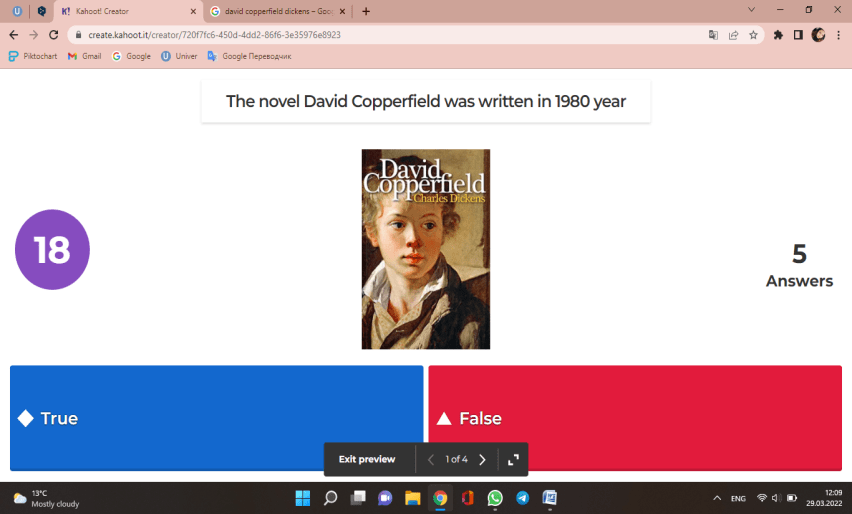 Kahoot! Creator
david copperfield dickens – Goo
create.kahoot.it/creator/720f7fc6-450d-4dd2-86f6-3e35976e8923
Piktochart Gmail Google Univer Google Переводчик
The novel David Copperfield was written in 1980 year
David
Copperfield
Charles Dickens
18
5
Answers
True
False
Exit preview
1 of 4
13°C
Mostly cloudy
ENG
12:09
29.03.2022